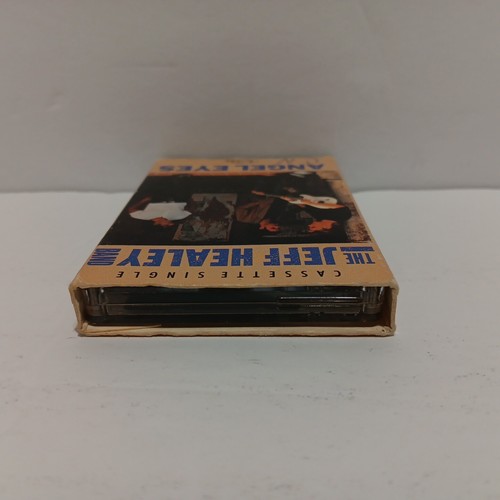 CASSETTE SINGLE
THE JEFF HEALEY BAND
ANGEL EYES